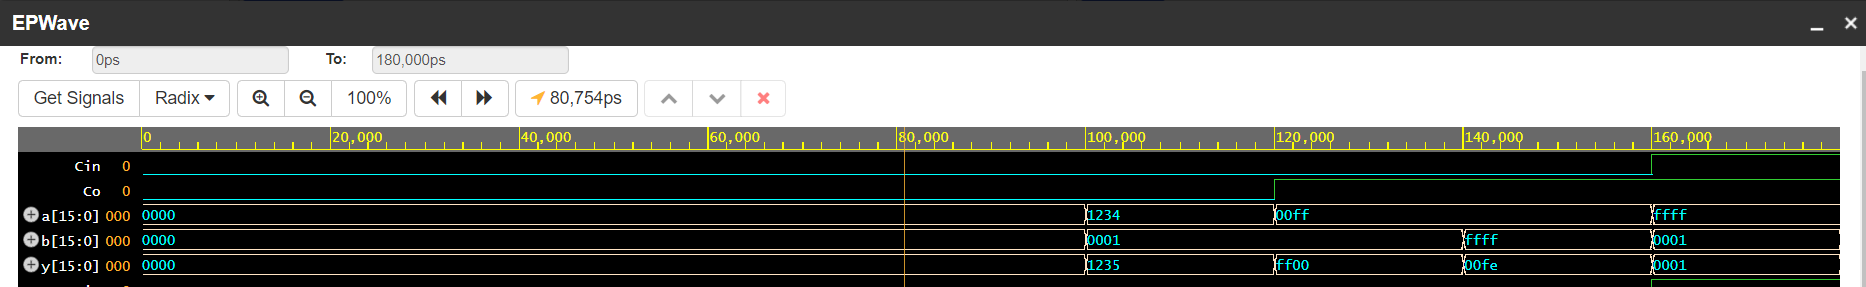 EPWave
From: 0ps To: 180,000ps
Get Signals Radix 100% 80,754ps
0 20,000 40,000 60,000 80,000 100,000 120,000 140,000 160,000
Cin 0
Co 0
a[15:0] 000 0000 1234 00ff ffff
b[15:0] 000 0000 0001 ffff 0001
y[15:0] 000 0000 1235 ff00 00fe 0001